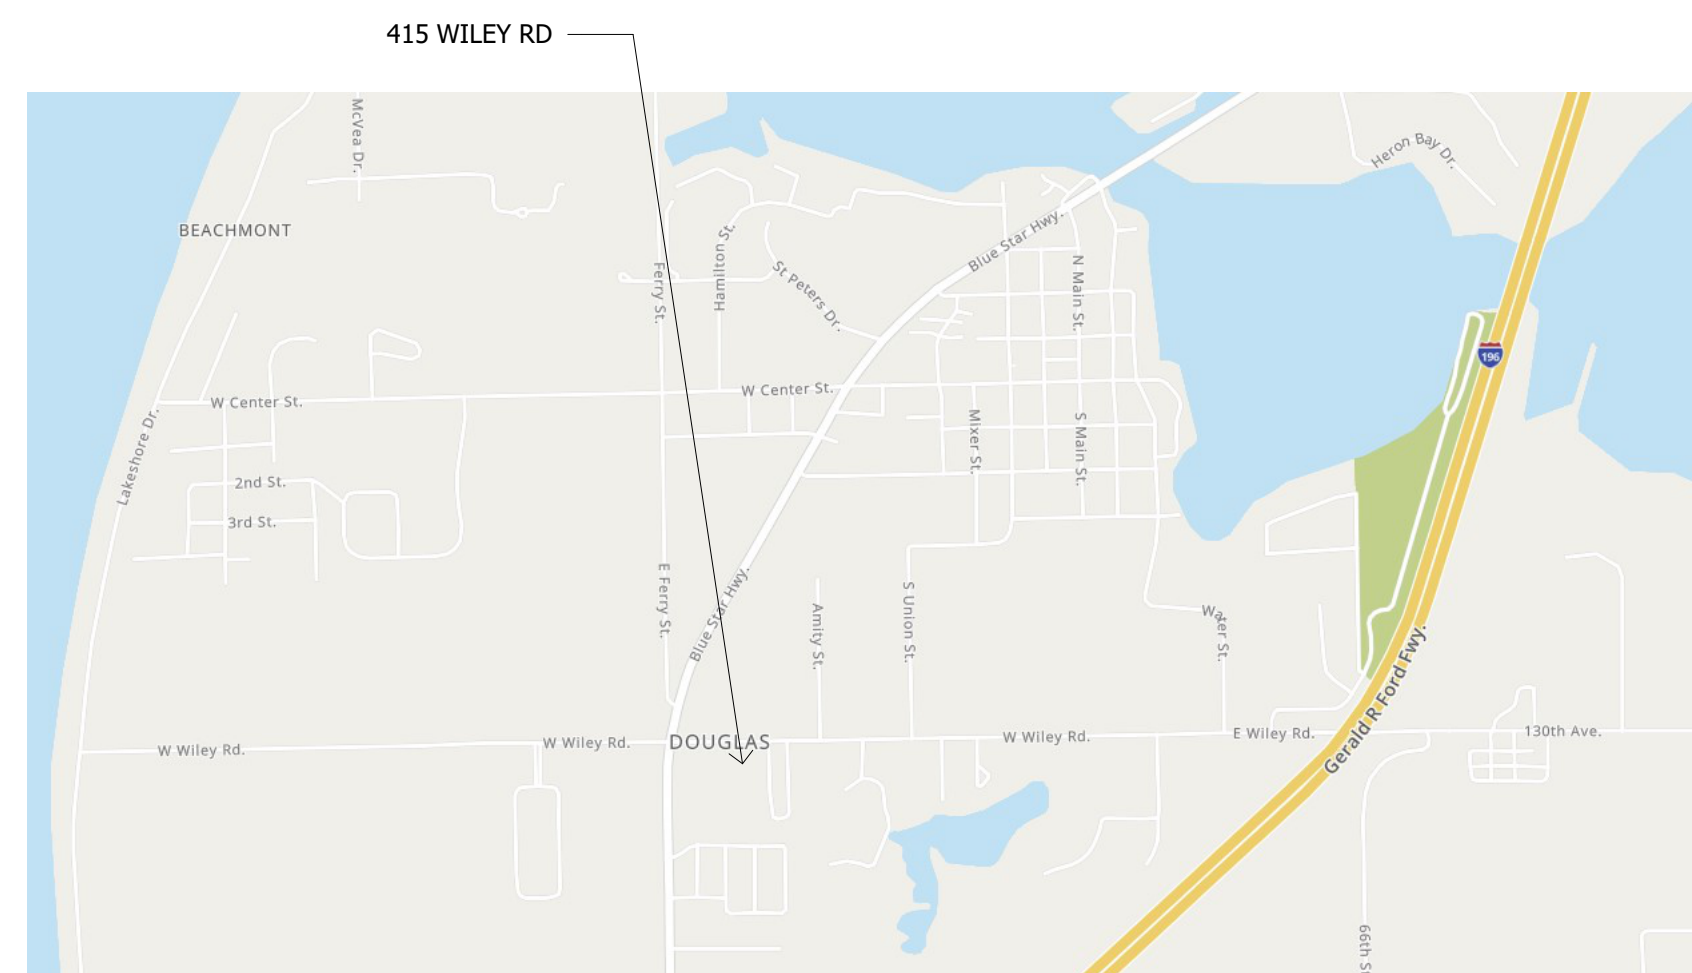 415 WILEY RD
McVea Dr.
Heron Bay Dr.
BEACHMONT
Hamilton St.
Blue Star Hwy.
Ferry St.
St Peters Dr.
N Main St.
196
W Center St.
W Center St.
Lakeshore Dr.
Mixer St.
S Main St.
2nd St.
3rd St.
E Ferry St.
Blue Star Hwy.
Amity St.
S Union St.
Water St.
Gerald R Ford Fwy.
W Wiley Rd.
W Wiley Rd.
DOUGLAS
W Wiley Rd.
E Wiley Rd.
130th Ave.
66th S